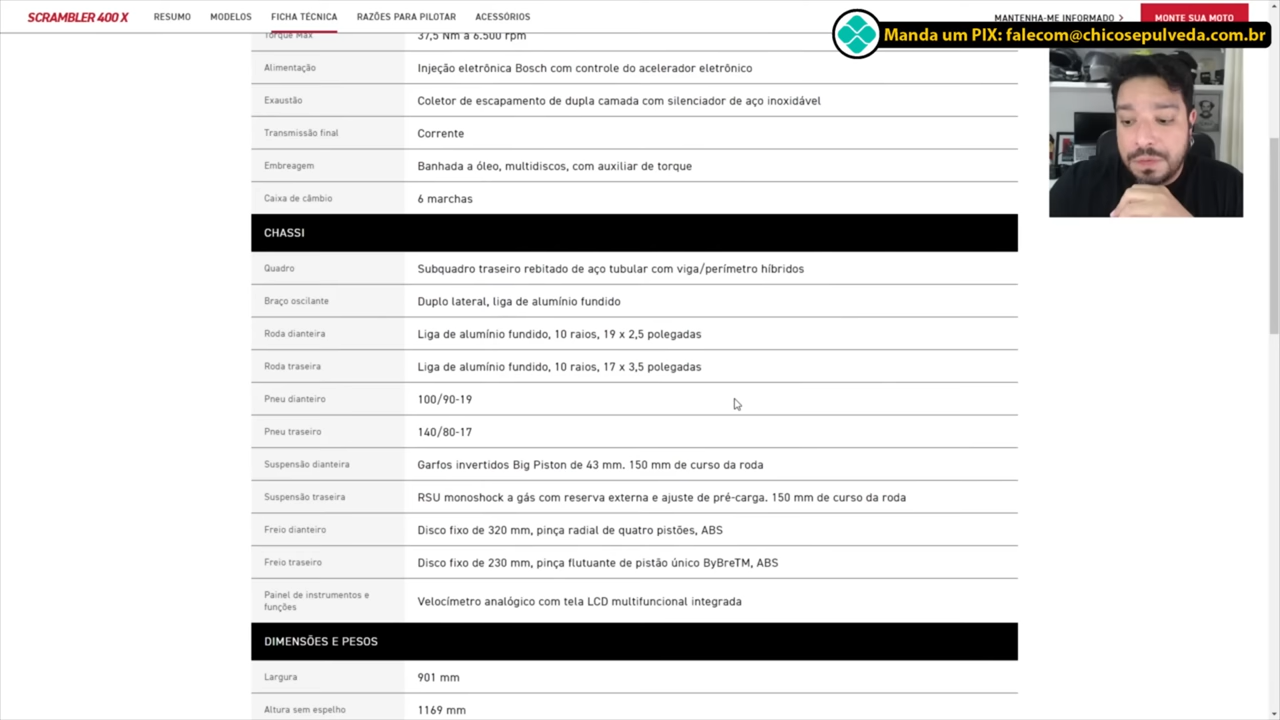 SCRAMBLER 400 X
RESUMO
MODELOS
FICHA TÉCNICA
RAZÕES PARA PILOTAR
ACESSÓRIOS
MANTENHA-ME INFORMADO
MONTE SUA MOTO
Manda um PIX: falecom@chicosepulveda.com.br
Torque Max 37,5 Nm a 6.500 rpm
Alimentação Injeção eletrônica Bosch com controle do acelerador eletrônico
Exaustão Coletor de escapamento de dupla camada com silenciador de aço inoxidável
Transmissão final Corrente
Embreagem Banhada a óleo, multidiscos, com auxiliar de torque
Caixa de câmbio 6 marchas
CHASSI
Quadro Subquadro traseiro rebitado de aço tubular com viga/perímetro híbridos
Braço oscilante Duplo lateral, liga de alumínio fundido
Roda dianteira Liga de alumínio fundido, 10 raios, 19 x 2,5 polegadas
Roda traseira Liga de alumínio fundido, 10 raios, 17 x 3,5 polegadas
Pneu dianteiro 100/90-19
Pneu traseiro 140/80-17
Suspensão dianteira Garfos invertidos Big Piston de 43 mm. 150 mm de curso da roda
Suspensão traseira RSU monoshock a gás com reserva externa e ajuste de pré-carga. 150 mm de curso da roda
Freio dianteiro Disco fixo de 320 mm, pinça radial de quatro pistões, ABS
Freio traseiro Disco fixo de 230 mm, pinça flutuante de pistão único ByBreTM, ABS
Painel de instrumentos e
funções
Velocímetro analógico com tela LCD multifuncional integrada
DIMENSÕES E PESOS
Largura 901 mm
Altura sem espelho 1169 mm